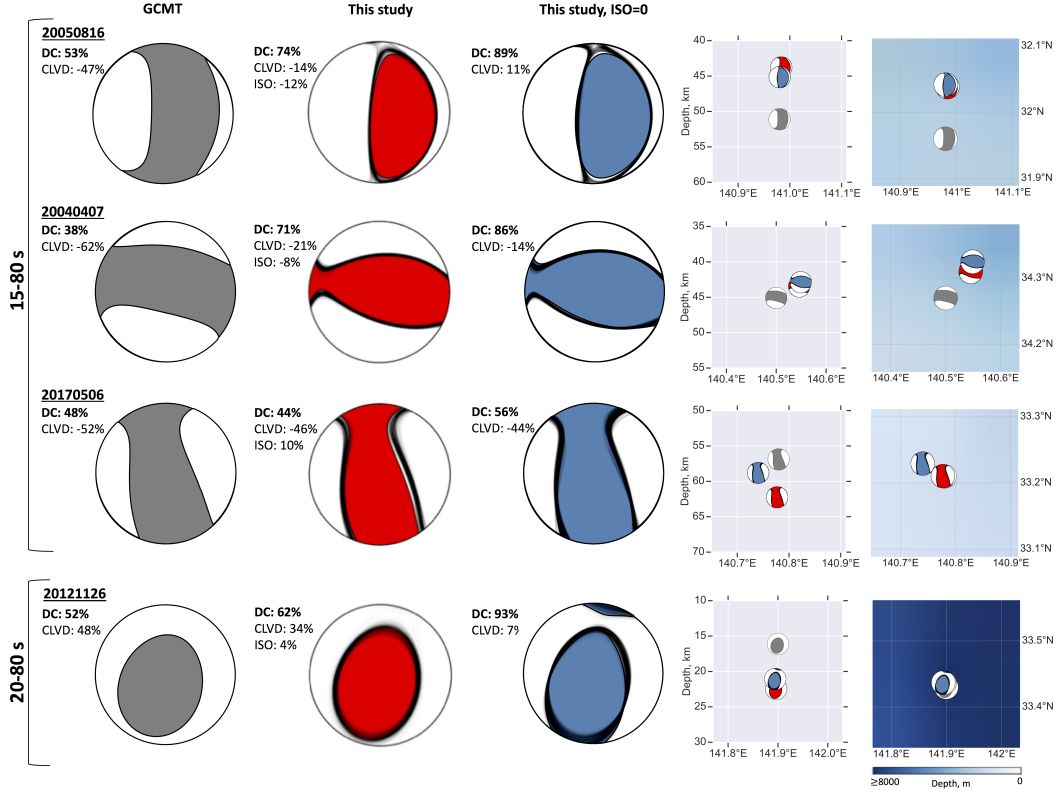 GCMT
This study
This study, ISO=0
15-80 s
20050816
DC: 53%
CLVD: -47%
DC: 74%
CLVD: -14%
ISO: -12%
DC: 89%
CLVD: 11%
Depth, km
40
45
50
55
60
140.9°E
141.0°E
141.1°E
32.1°N
32°N
31.9°N
140.9°E
141°E
141.1°E
20040407
DC: 38%
CLVD: -62%
DC: 71%
CLVD: -21%
ISO: -8%
DC: 86%
CLVD: -14%
Depth, km
35
40
45
50
55
140.4°E
140.5°E
140.6°E
34.3°N
34.2°N
140.4°E
140.5°E
140.6°E
20170506
DC: 48%
CLVD: -52%
DC: 44%
CLVD: -46%
ISO: 10%
DC: 56%
CLVD: -44%
Depth, km
50
55
60
65
70
140.7°E
140.8°E
140.9°E
33.3°N
33.2°N
33.1°N
140.7°E
140.8°E
140.9°E
20-80 s
20121126
DC: 52%
CLVD: 48%
DC: 62%
CLVD: 34%
ISO: 4%
DC: 93%
CLVD: 7%
Depth, km
10
15
20
25
30
141.8°E
141.9°E
142.0°E
33.5°N
33.4°N
141.8°E
141.9°E
142°E
≥8000
Depth, m
0